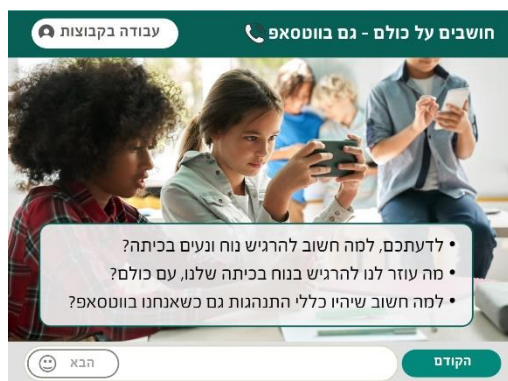 חושבים על כולם - גם בווטסאפ
עבודה בקבוצות
• לדעתכם, למה חשוב להרגיש נוח ונעים בכיתה?
• מה עוזר לנו להרגיש בנוח בכיתה שלנו, עם כולם?
• למה חשוב שיהיו כללי התנהגות גם כשאנחנו בווטסאפ?
הקודם
הבא